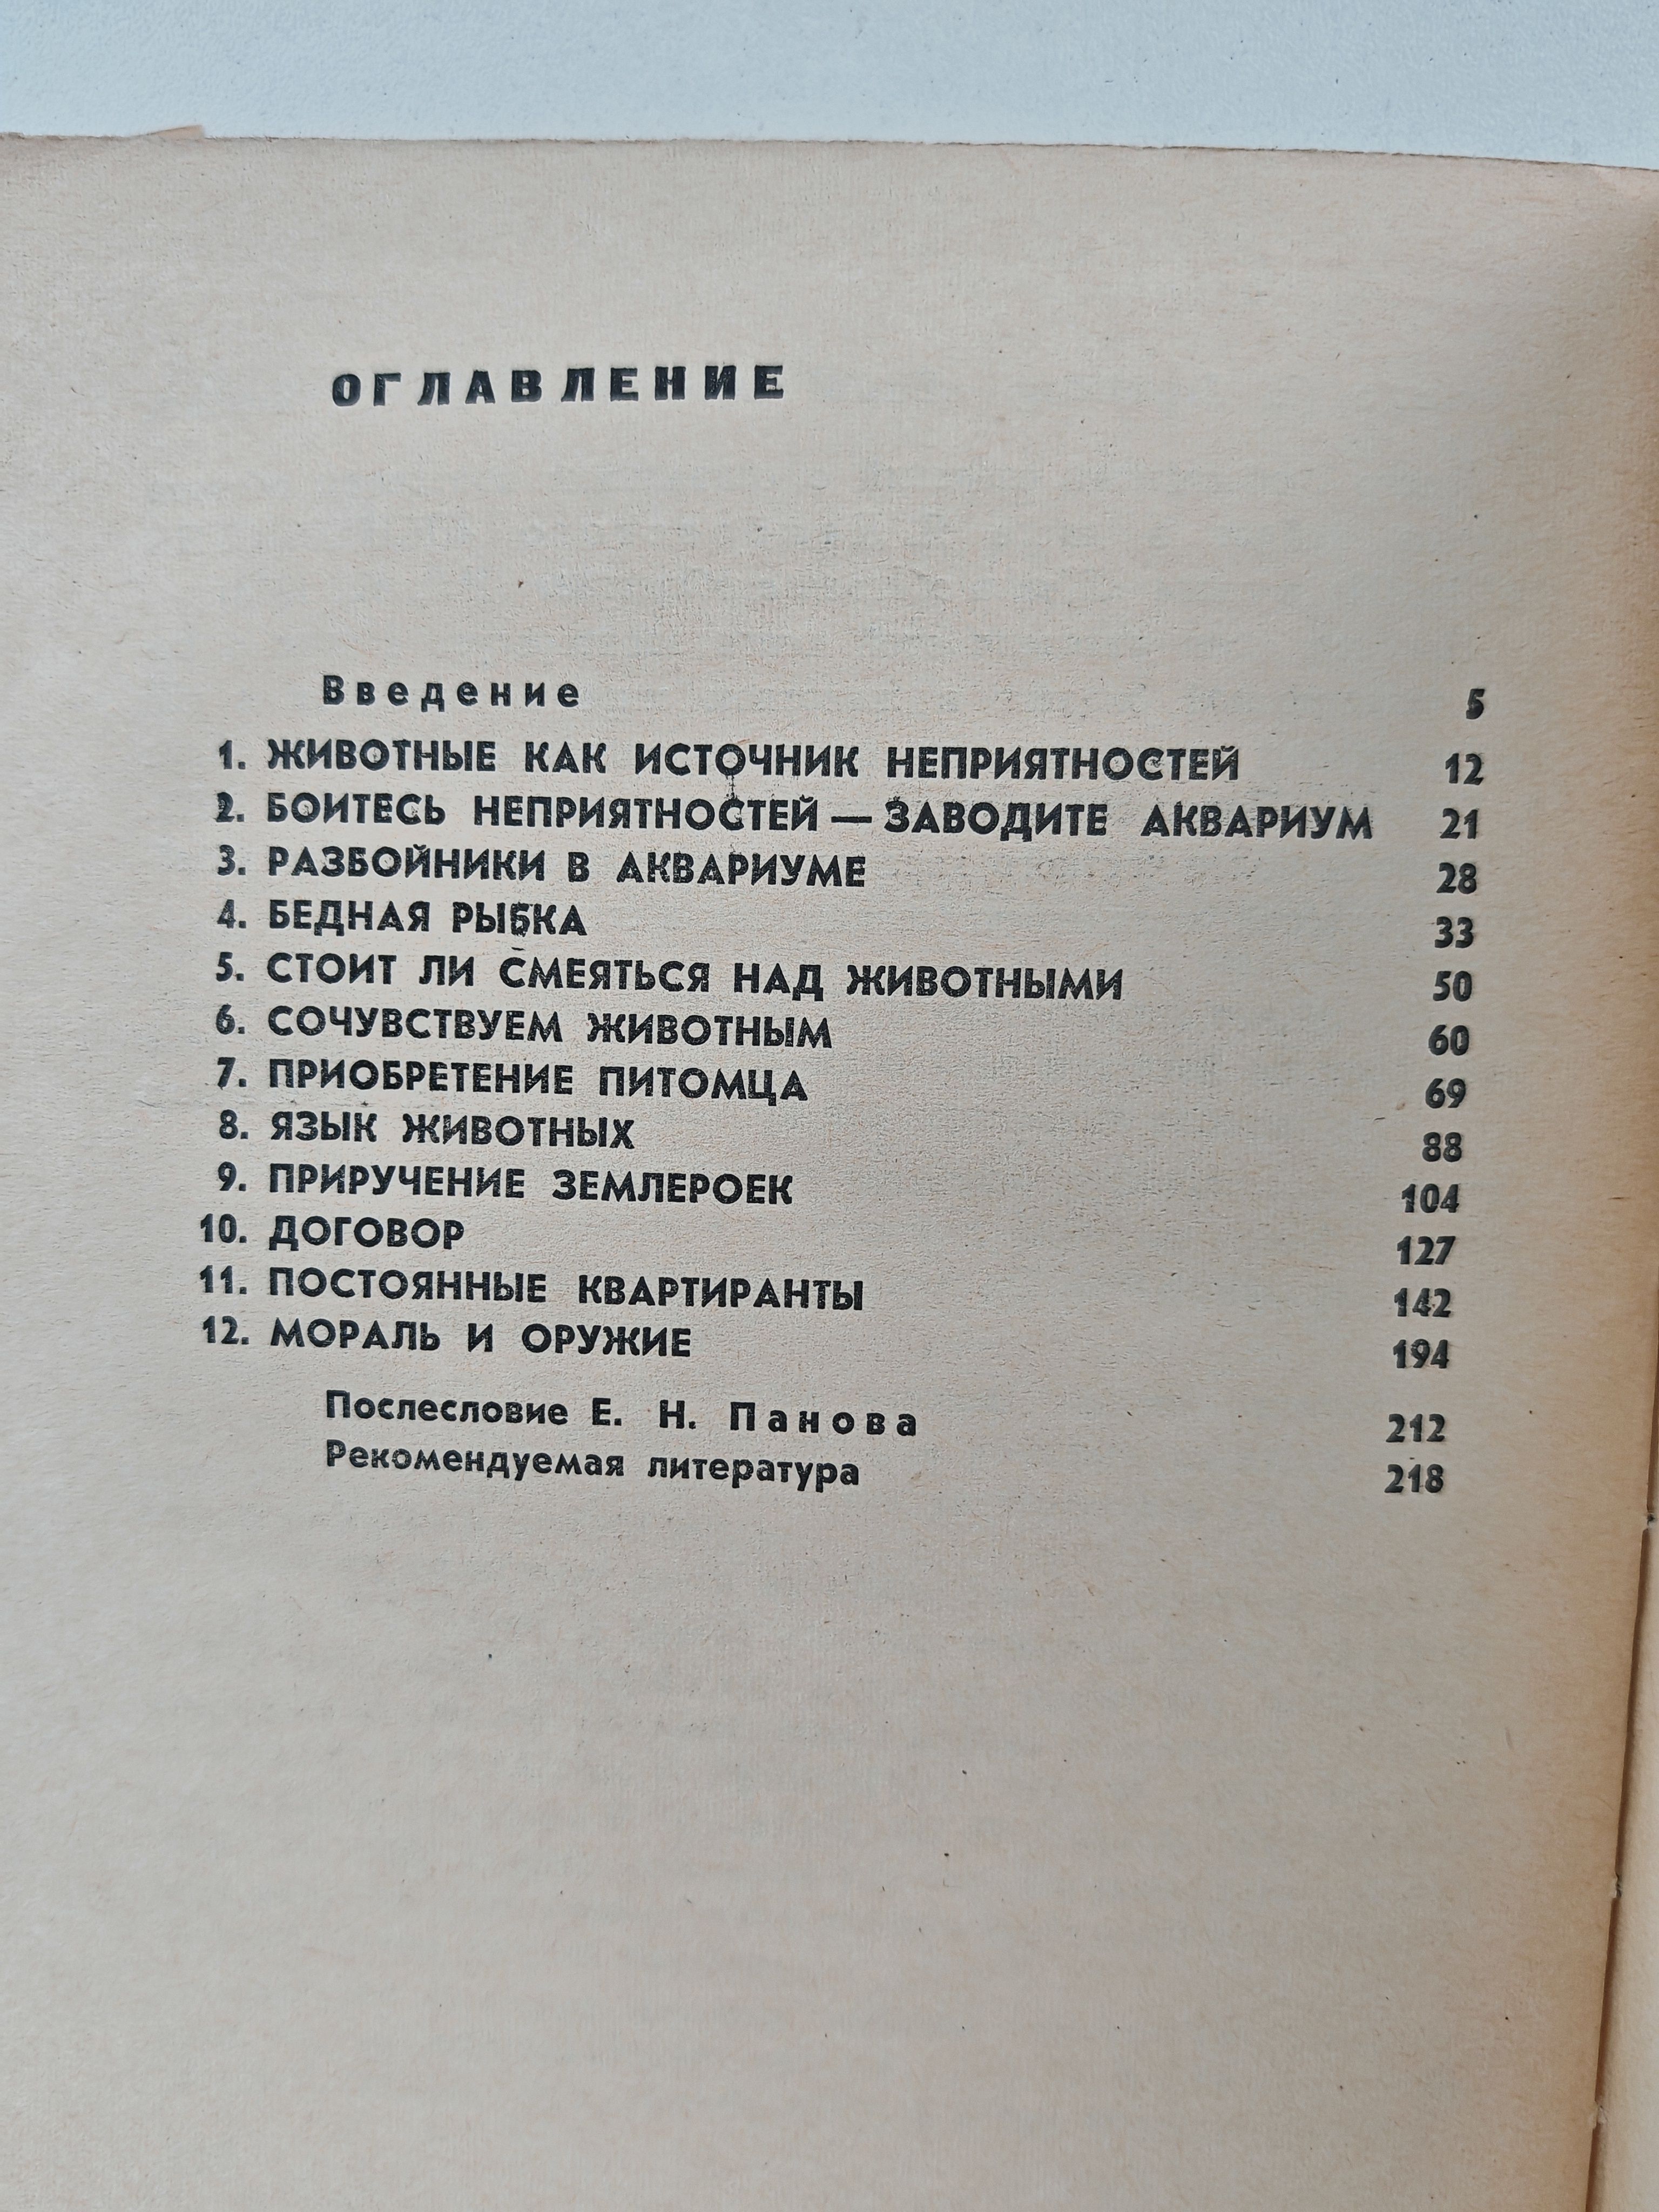 ОГЛАВЛЕНИЕ
Введение 5
1. ЖИВОТНЫЕ КАК ИСТОЧНИК НЕПРИЯТНОСТЕЙ 12
2. БОИТЕСЬ НЕПРИЯТНОСТЕЙ — ЗАВОДИТЕ АКВАРИУМ 21
3. РАЗБОЙНИКИ В АКВАРИУМЕ 28
4. БЕДНАЯ РЫБКА 33
5. СТОИТ ЛИ СМЕЯТЬСЯ НАД ЖИВОТНЫМИ 50
6. СОЧУВСТВУЕМ ЖИВОТНЫМ 60
7. ПРИОБРЕТЕНИЕ ПИТОМЦА 69
8. ЯЗЫК ЖИВОТНЫХ 88
9. ПРИРУЧЕНИЕ ЗЕМЛЕРОЕК 104
10. ДОГОВОР 127
11. ПОСТОЯННЫЕ КВАРТИРАНТЫ 142
12. МОРАЛЬ И ОРУЖИЕ 194
Послесловие Е. Н. Панова 212
Рекомендуемая литература 218